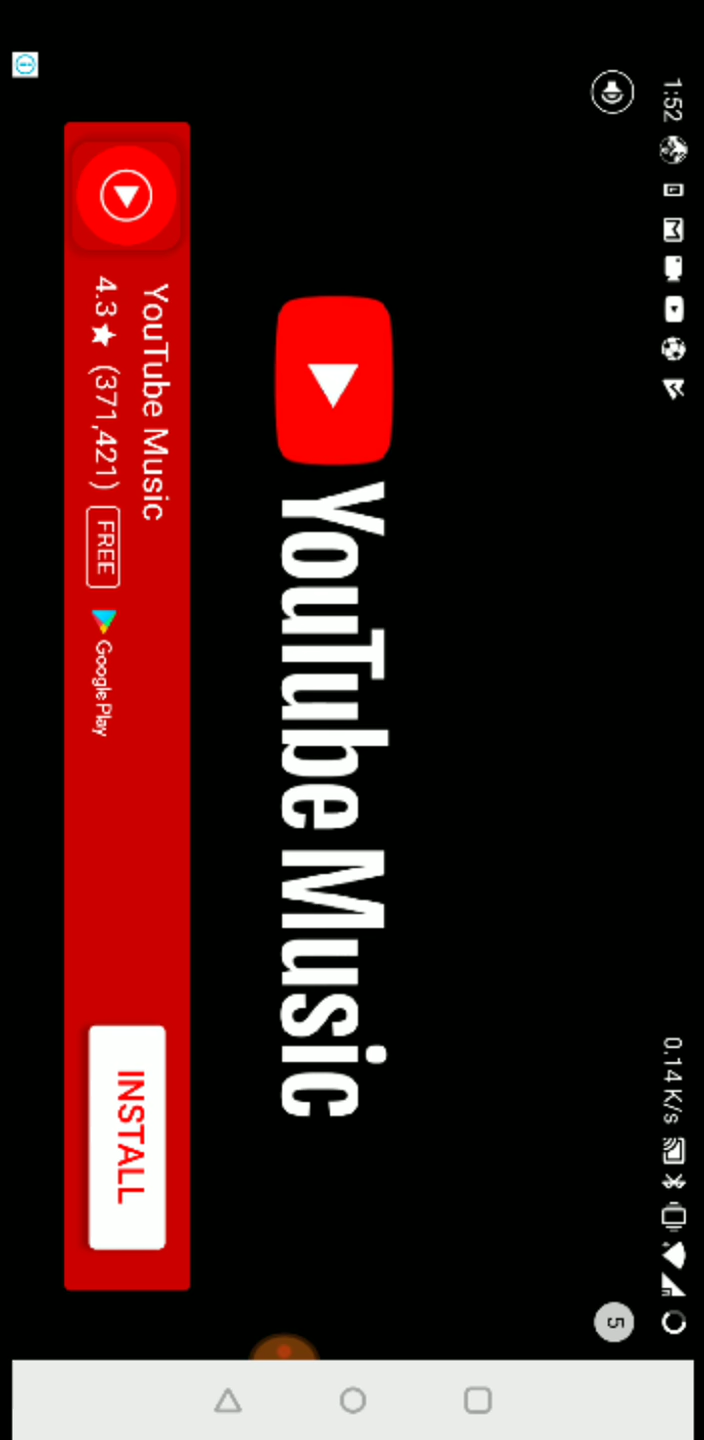 1:52
0.14 K/s
5
YouTube Music
YouTube Music
4.3★ (371,421) FREE Google Play
INSTALL